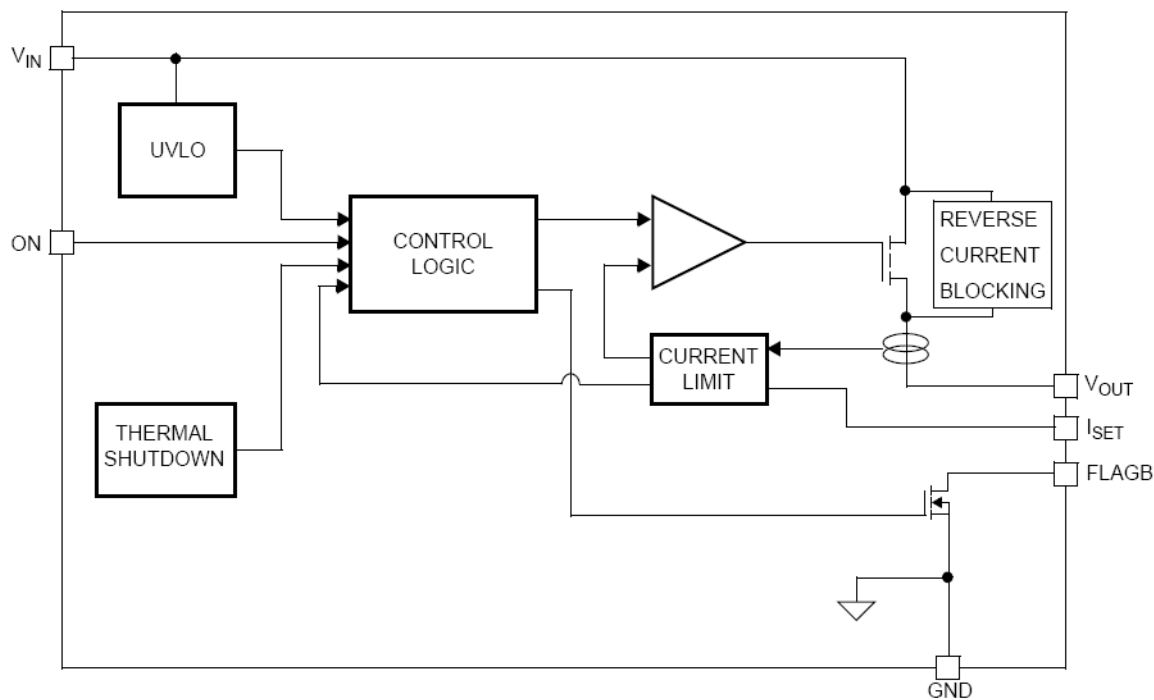 VIN
UVLO
ON
CONTROL
LOGIC
REVERSE
CURRENT
BLOCKING
CURRENT
LIMIT
VOUT
THERMAL
SHUTDOWN
ISET
FLAGB
GND